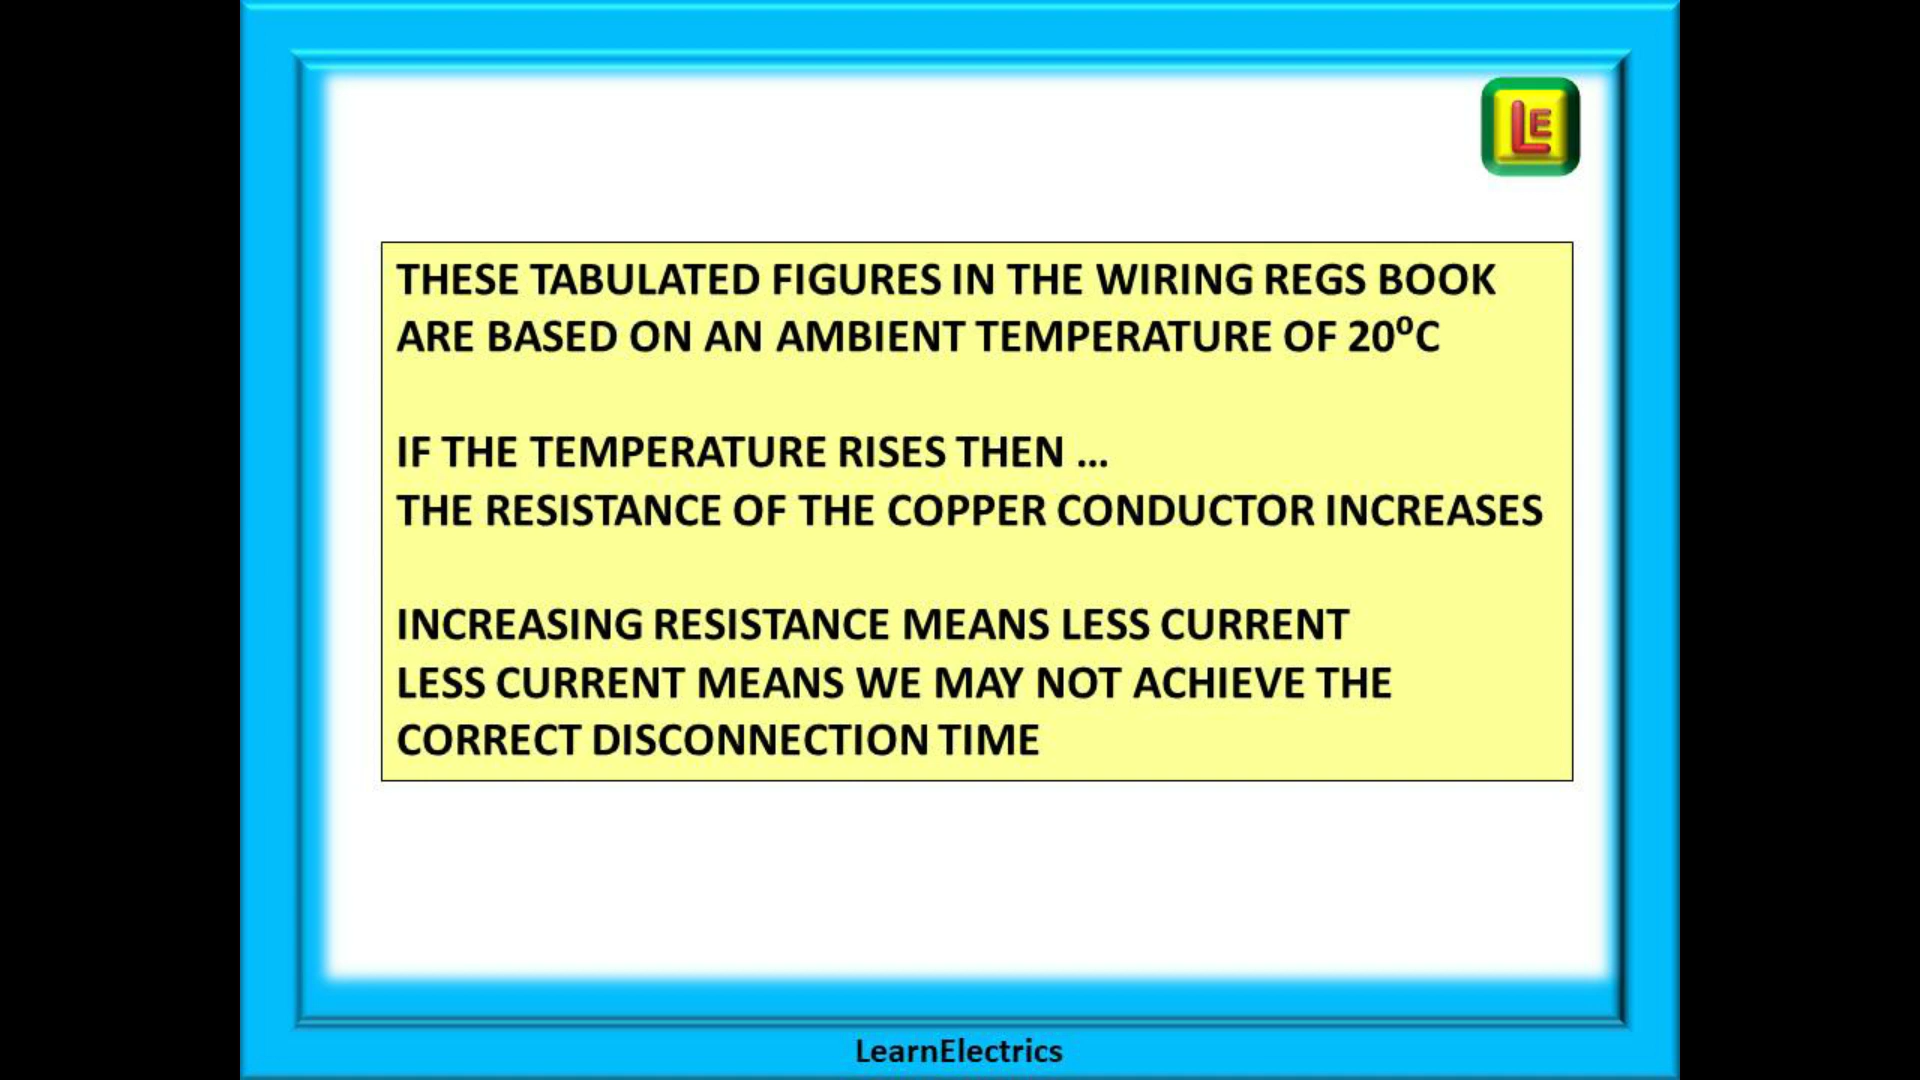 LE
THESE TABULATED FIGURES IN THE WIRING REGS BOOK
ARE BASED ON AN AMBIENT TEMPERATURE OF 20⁰C
IF THE TEMPERATURE RISES THEN ...
THE RESISTANCE OF THE COPPER CONDUCTOR INCREASES
INCREASING RESISTANCE MEANS LESS CURRENT
LESS CURRENT MEANS WE MAY NOT ACHIEVE THE
CORRECT DISCONNECTION TIME
LearnElectrics